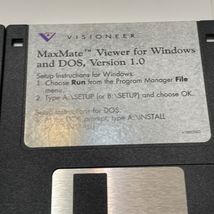 VISIONEER
MaxMate™ Viewer for Windows
and DOS, Version 1.0
Setup Instructions for Windows:
1. Choose Run from the Program Manager File
menu.
2. Type A:\SETUP (or B:\SETUP) and choose OK.
Setup Instructions for DOS:
At the DOS prompt, type A:\INSTALL